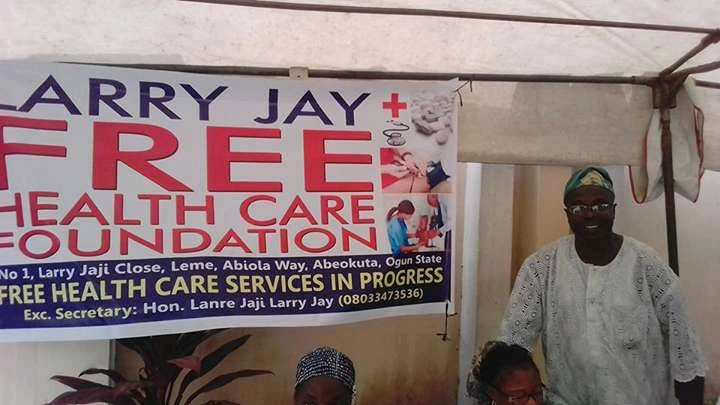 LARRY JAY
FREE
HEALTH CARE
FOUNDATION
No 1, Larry Jaji Close, Leme, Abiola Way, Abeokuta, Ogun State
FREE HEALTH CARE SERVICES IN PROGRESS
Exc. Secretary: Hon. Lanre Jaji Larry Jay (08033473536)